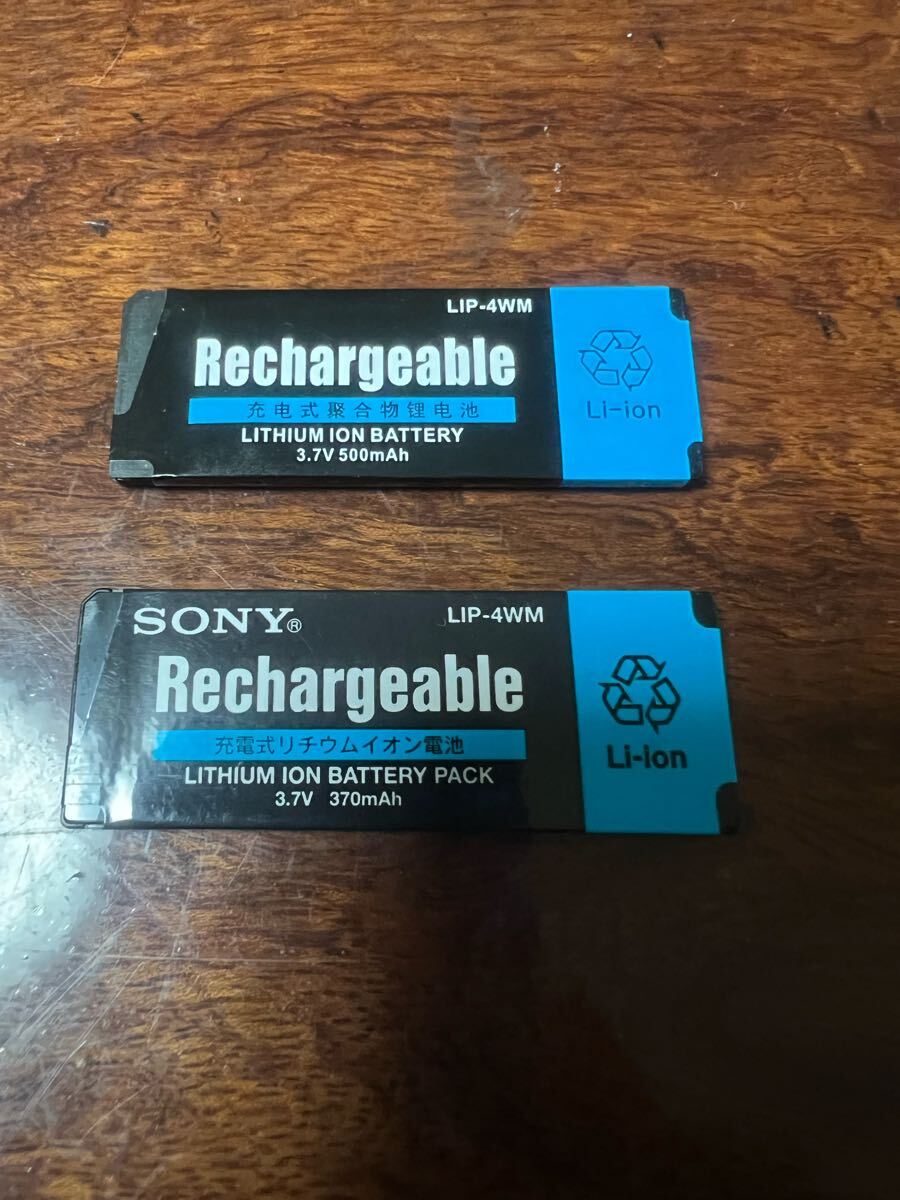 LIP-4WM
Rechargeable
充电式聚合物锂电池
LITHIUM ION BATTERY
3.7V 500mAh
Li-ion
SONY®
LIP-4WM
Rechargeable
充電式リチウムイオン電池
LITHIUM ION BATTERY PACK
3.7V 370mAh
Li-ion